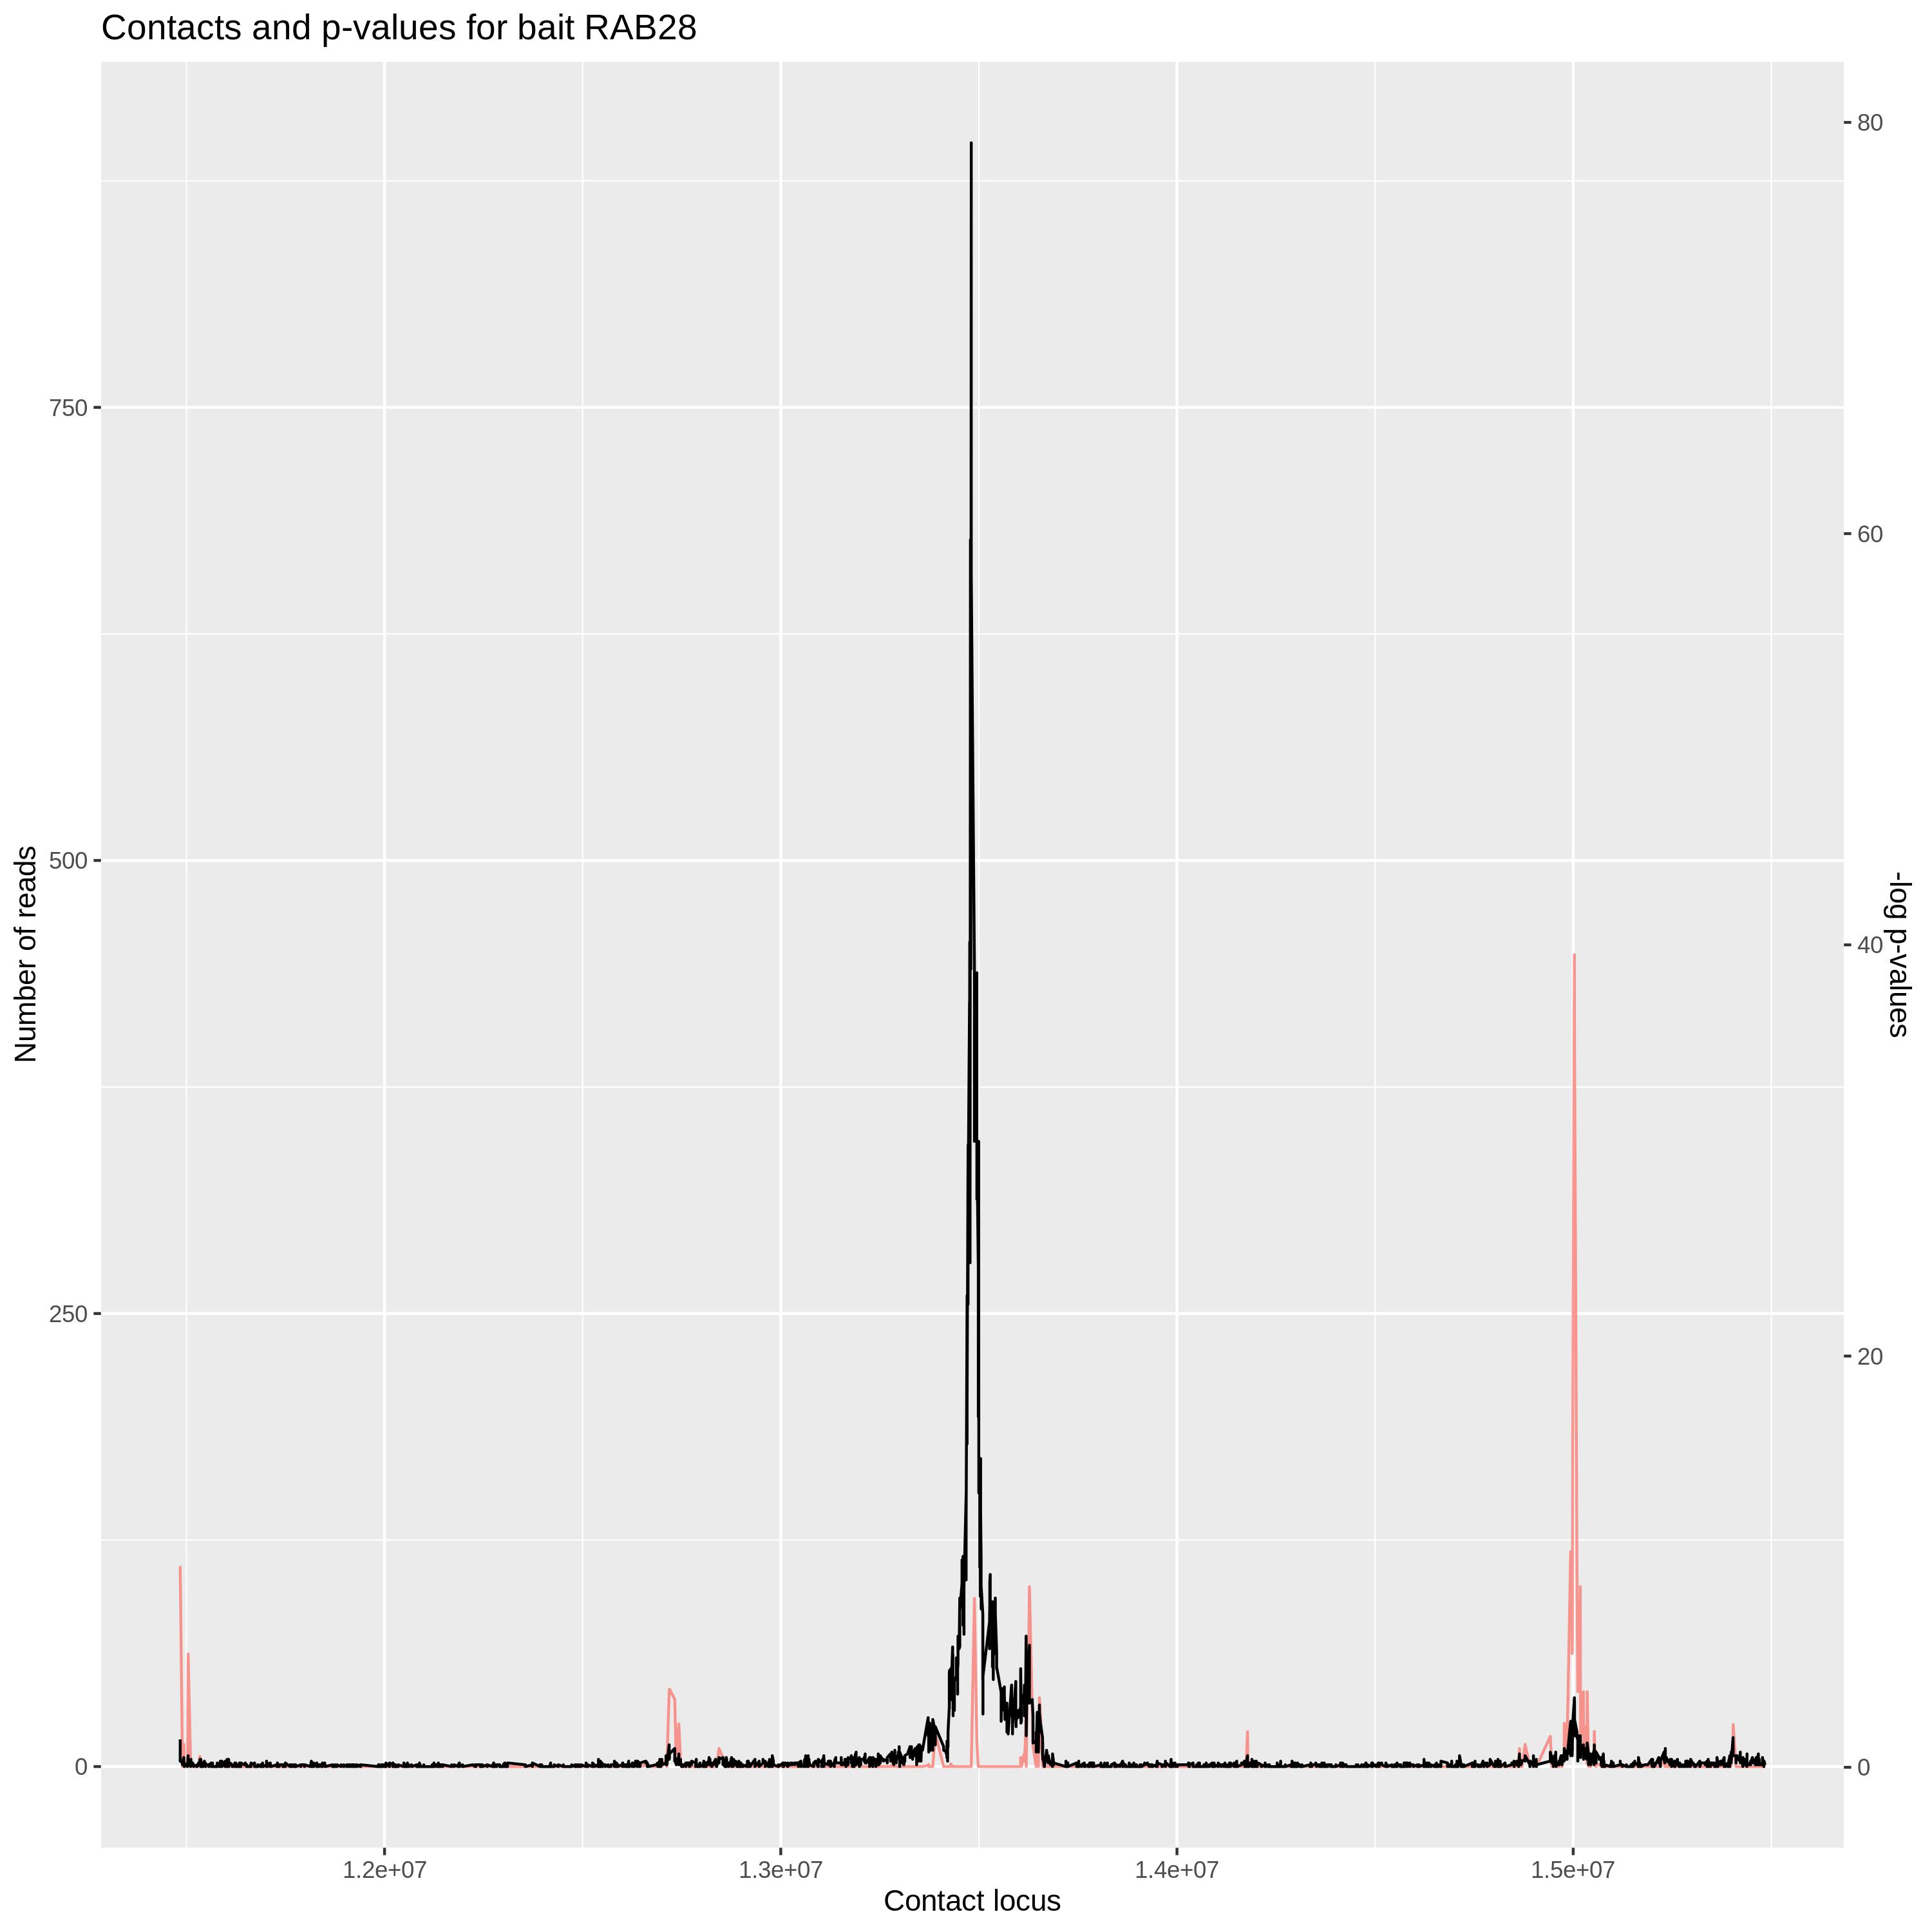 Contacts and p-values for bait RAB28
Number of reads
750
500
250
0
80
60
40
20
0
-log p-values
1.2e+07
1.3e+07
1.4e+07
1.5e+07
Contact locus